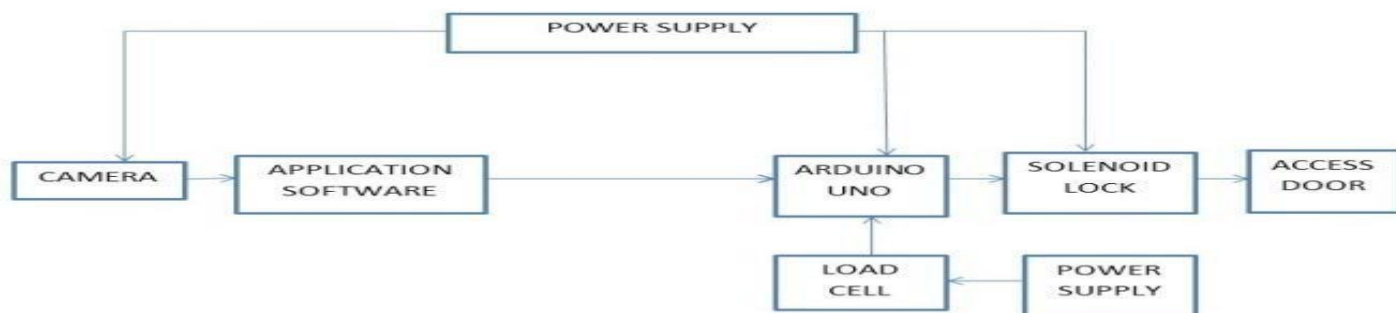 POWER SUPPLY
CAMERA
APPLICATION
SOFTWARE
ARDUINO
UNO
SOLENOID
LOCK
ACCESS
DOOR
LOAD
CELL
POWER
SUPPLY